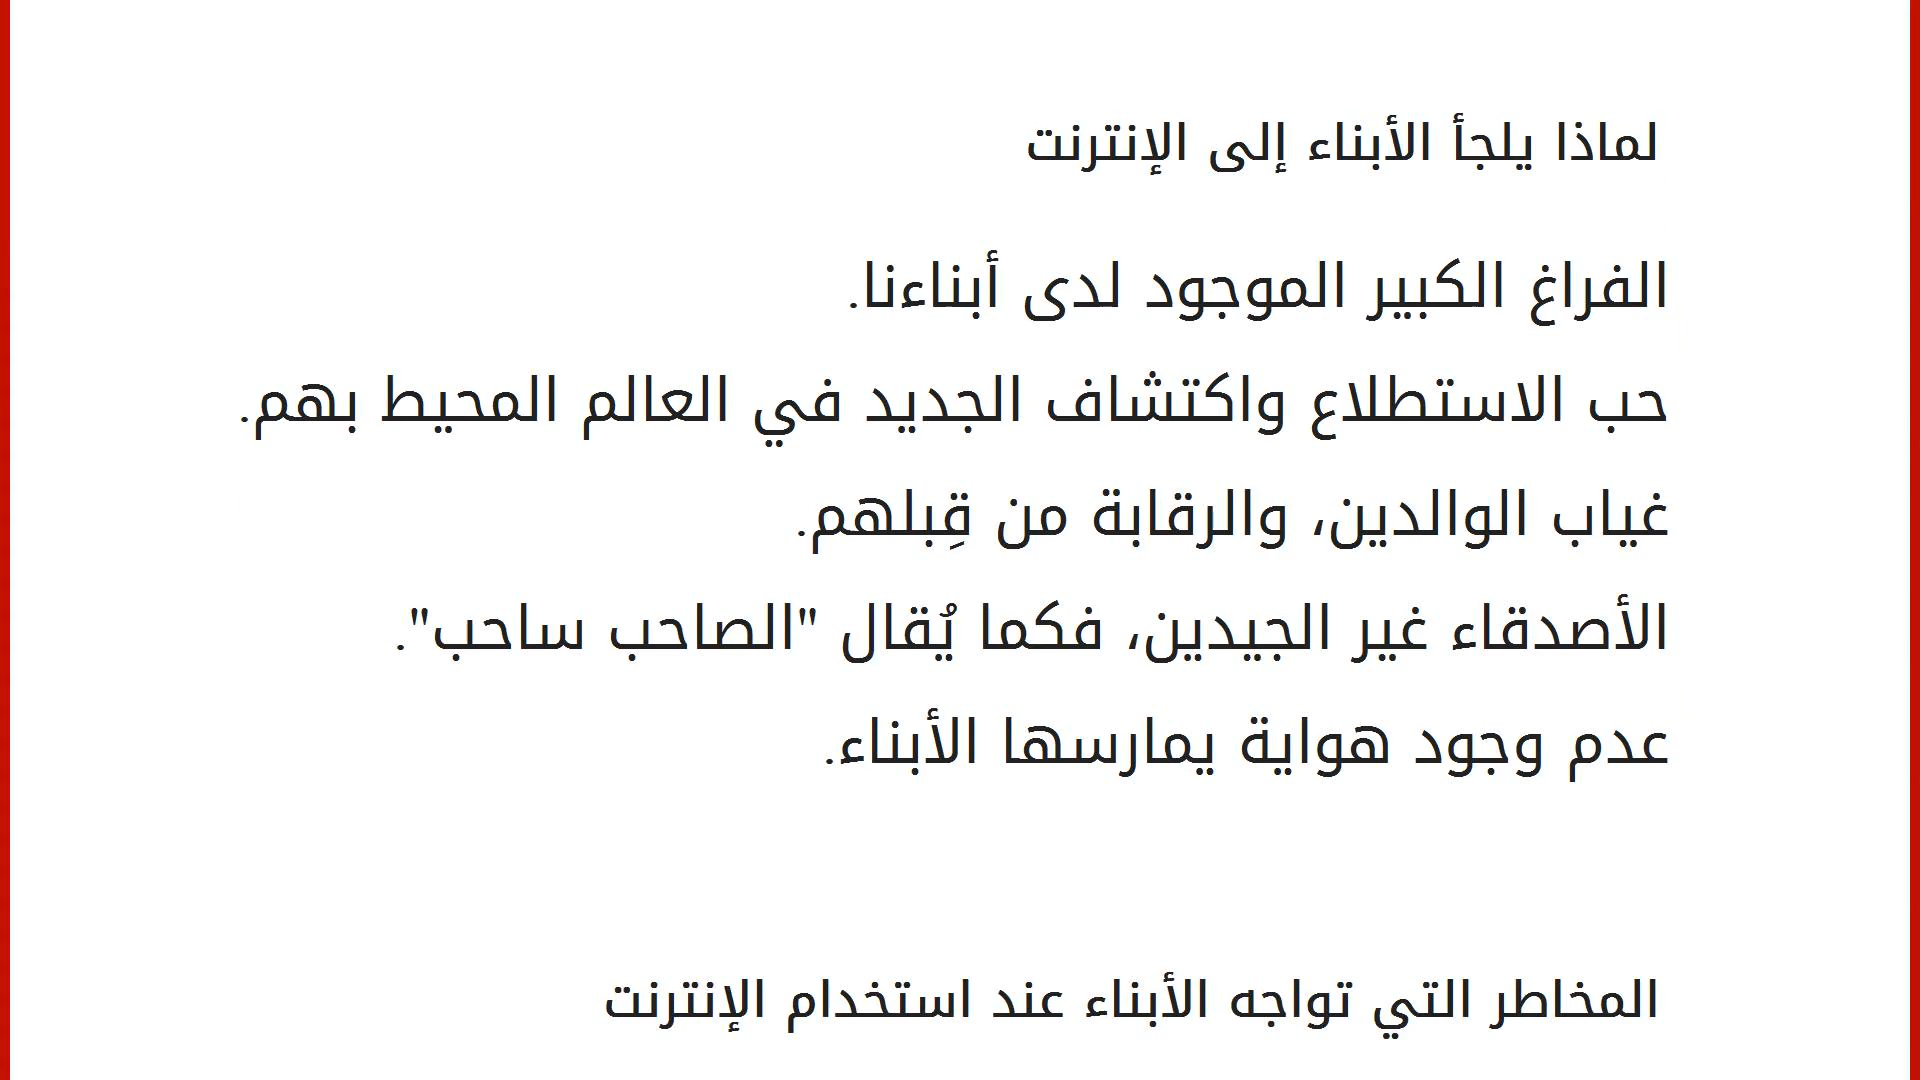 لماذا يلجأ الأبناء إلى الإنترنت
الفراغ الكبير الموجود لدى أبناءنا.
حب الاستطلاع واكتشاف الجديد في العالم المحيط بهم.
غياب الوالدين، والرقابة من قِبلهم.
الأصدقاء غير الجيدين، فكما يُقال "الصاحب ساحب".
عدم وجود هواية يمارسها الأبناء.
المخاطر التي تواجه الأبناء عند استخدام الإنترنت